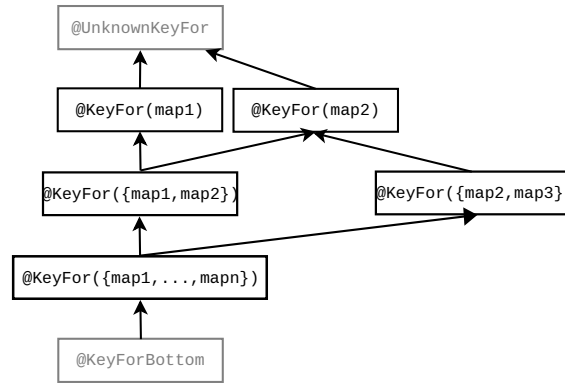 @UnknownKeyFor
@KeyFor(map1)
@KeyFor(map2)
@KeyFor({map1,map2})
@KeyFor({map2,map3}
@KeyFor({map1,...,mapn})
@KeyForBottom